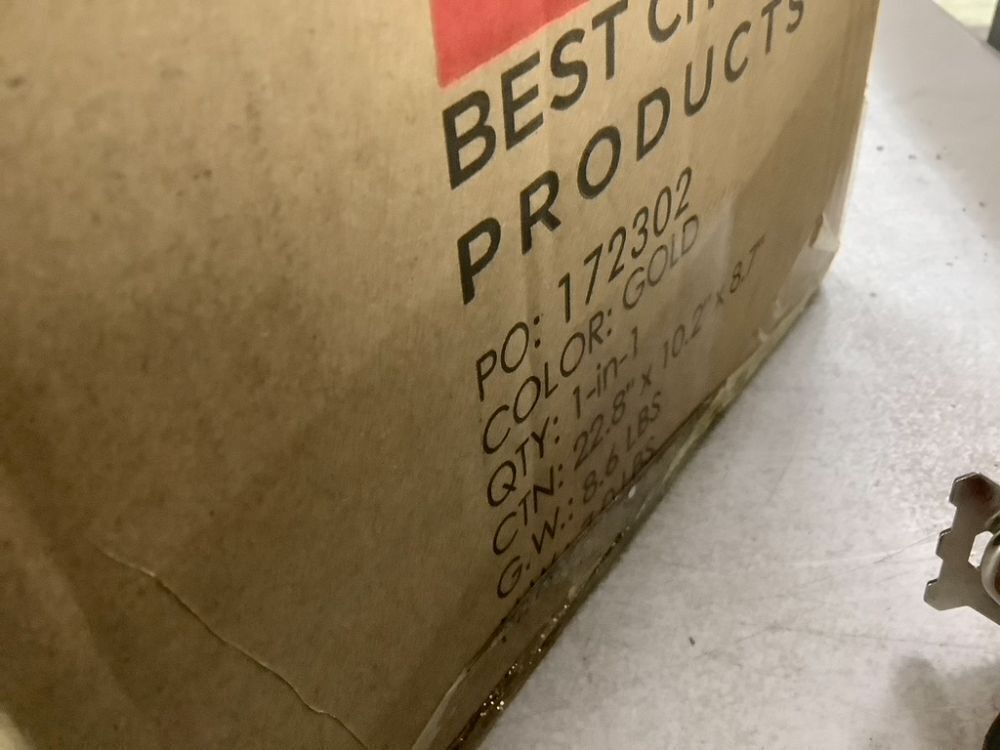 BEST
PRODUCTS
PO: 172302
COLOR: GOLD
QTY: 1-in-1
CTN: 22.8" x 10.2" x 8.7"
G.W.: 8.6 LBS
LBS